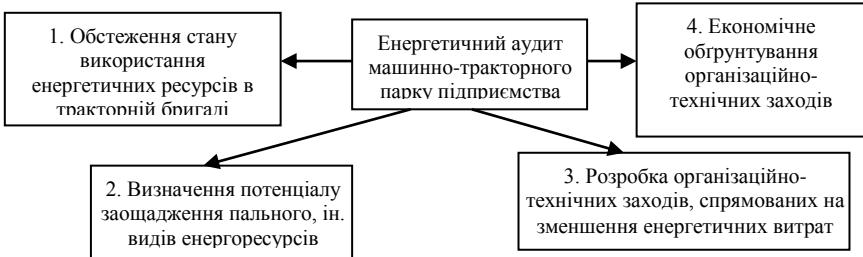 1. Обстеження стану
використання
енергетичних ресурсів в
тракторній бригаді
Енергетичний аудит
машинно-тракторного
парку підприємства
4. Економічне
обґрунтування
організаційно-
технічних заходів
2. Визначення потенціалу
заощадження пального, ін.
видів енергоресурсів
3. Розробка організаційно-
технічних заходів, спрямованих на
зменшення енергетичних витрат